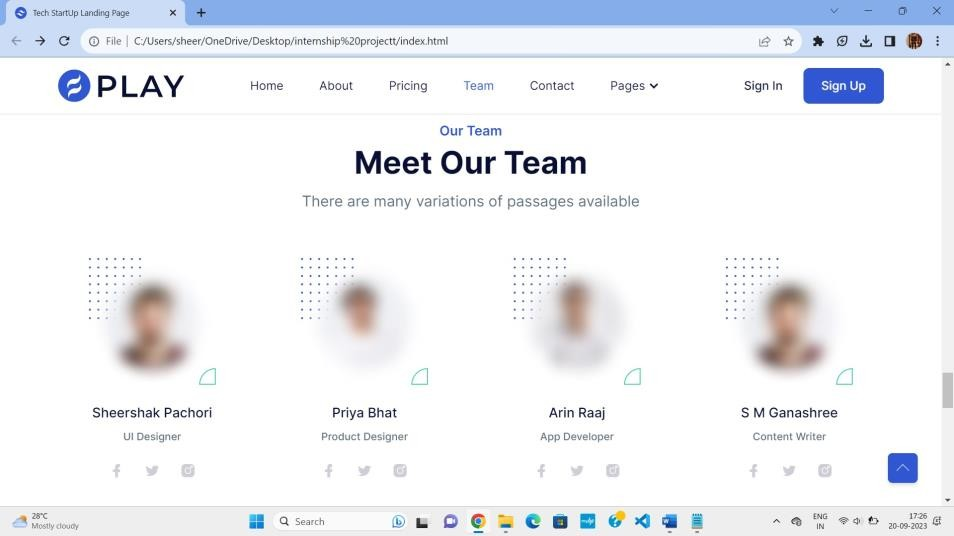 Tech StartUp Landing Page
File C:/Users/sheer/OneDrive/Desktop/internship%20projectt/index.html
PLAY Home About Pricing Team Contact Pages Sign In Sign Up
Our Team
Meet Our Team
There are many variations of passages available
Sheershak Pachori Priya Bhat Arin Raaj S M Ganashree
UI Designer Product Designer App Developer Content Writer
28°C
Mostly cloudy
Search
ENG
IN
17:26
20-09-2023